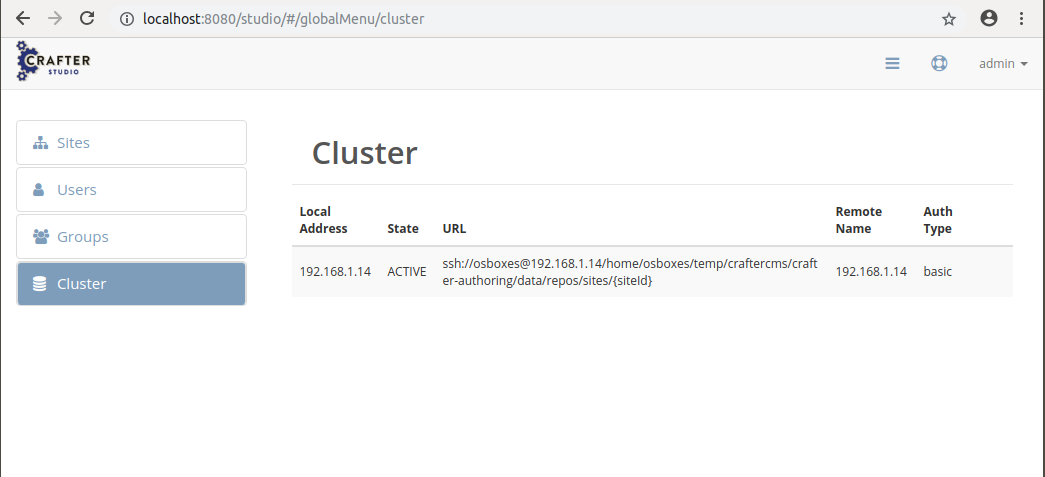 localhost:8080/studio/#/globalMenu/cluster
CRAFTER
STUDIO
admin
Sites
Users
Groups
Cluster
Cluster
Local Address State URL Remote Name Auth Type
192.168.1.14 ACTIVE ssh://osboxes@192.168.1.14/home/osboxes/temp/craftercms/craft 192.168.1.14 basic
er-authoring/data/repos/sites/{siteId}